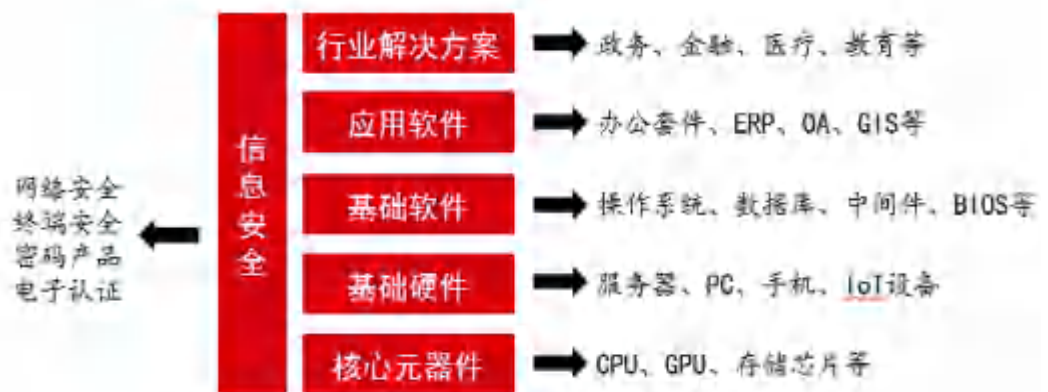 行业解决方案
政务、金融、医疗、教育等
应用软件
办公套件、ERP、OA、GIS等
信息安全
网络安全
终端安全
密码产品
电子认证
基础软件
操作系统、数据库、中间件、BIOS等
基础硬件
服务器、PC、手机、IoT设备
核心元器件
CPU、GPU、存储芯片等